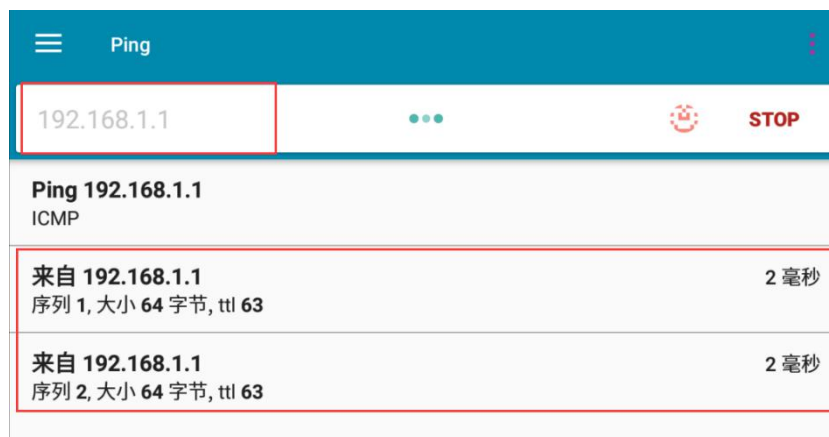 Ping
192.168.1.1
STOP
Ping 192.168.1.1
ICMP
来自 192.168.1.1
2 毫秒
序列 1, 大小 64 字节, ttl 63
来自 192.168.1.1
2 毫秒
序列 2, 大小 64 字节, ttl 63